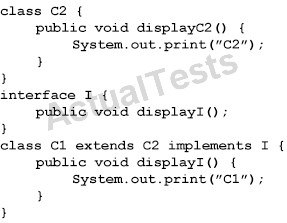 class C2 {
public void displayC2() {
System.out.print("C2");
}
}
interface I {
public void displayI();
}
class C1 extends C2 implements I {
public void displayI() {
System.out.print("C1");
}
}
ActualTests